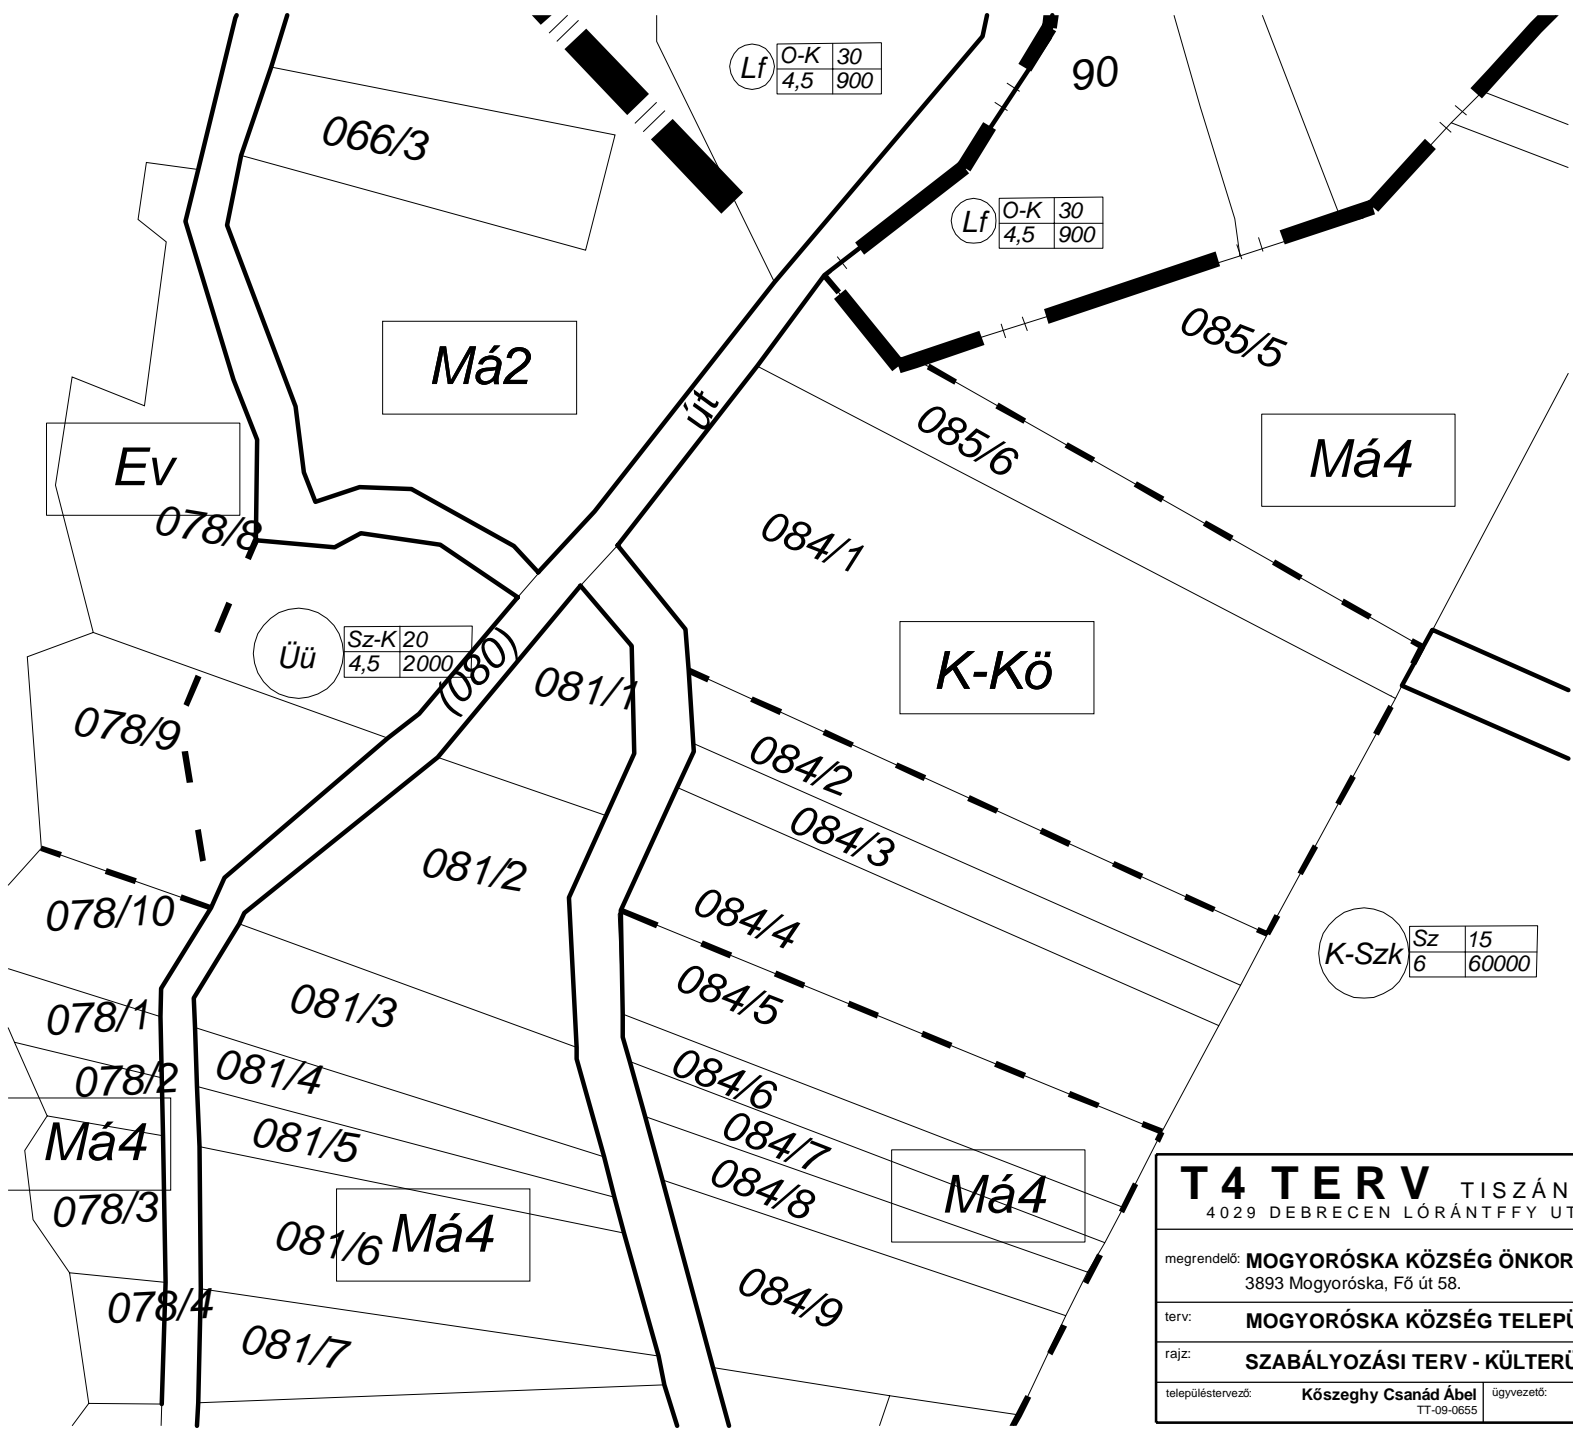 Lf
O-K 30
4,5 900
90
066/3
Lf
O-K 30
4,5 900
085/5
Má2
út
085/6
Má4
Ev
078/8
084/1
Üü
Sz-K 20
4,5 2000
(080)
081/1
K-Kö
078/9
084/2
084/3
081/2
078/10
084/4
K-Szk
Sz 15
6 60000
084/5
081/3
078/1
081/4
078/2
084/6
084/7
081/5
Má4
084/8
Má4
078/3
081/6
Má4
084/9
078/4
081/7
T4 TERV TISZÁN
4029 DEBRECEN LÓRÁNTFFY UT
megrendelő: MOGYORÓSKA KÖZSÉG ÖNKOR
3893 Mogyoróska, Fő út 58.
terv: MOGYORÓSKA KÖZSÉG TELEPÜ
rajz: SZABÁLYOZÁSI TERV - KÜLTERÜ
településtervező: Kőszeghy Csanád Ábel ügyvezető:
TT-09-0655